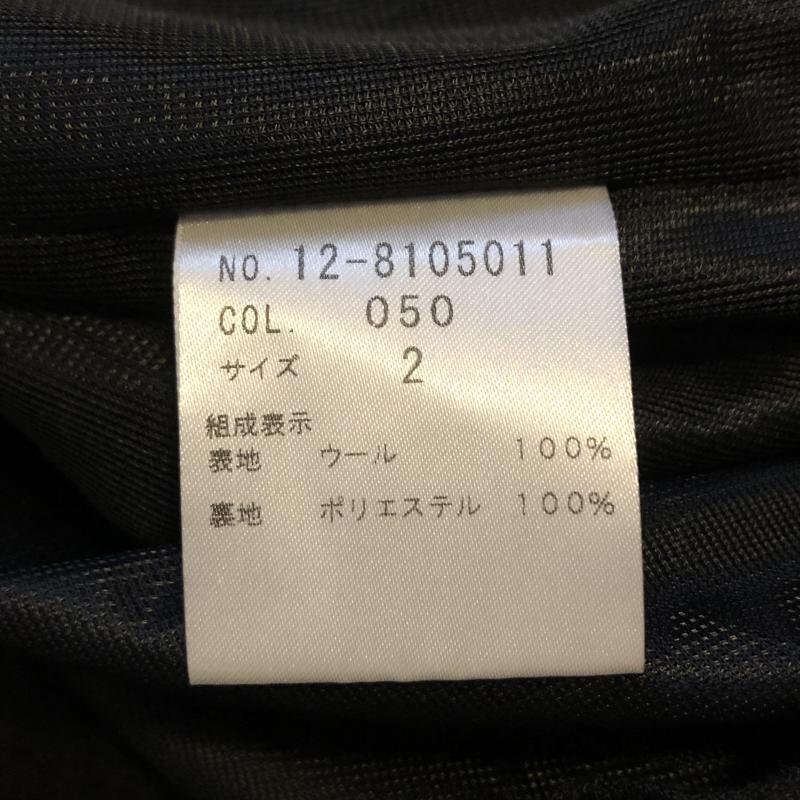 NO. 12-8105011
COL. 050
サイズ 2
組成表示
表地 ウール 100%
裏地 ポリエステル 100%